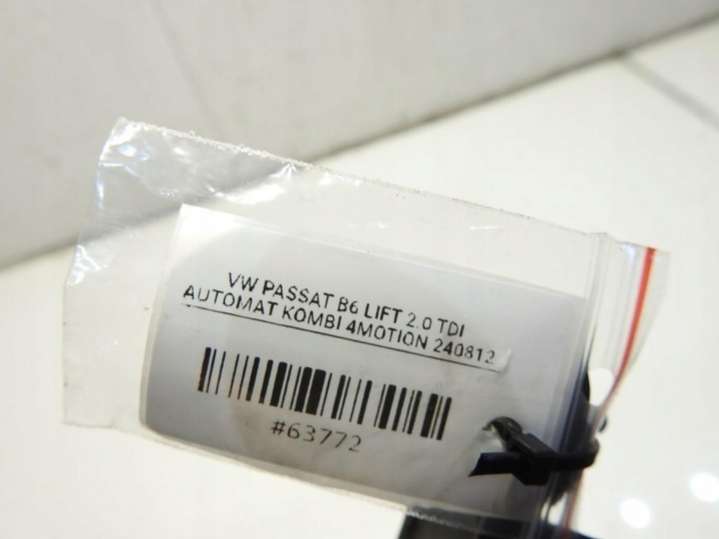 VW PASSAT B6 LIFT 2.0 TDI
AUTOMAT KOMBI 4MOTION 240812
#63772